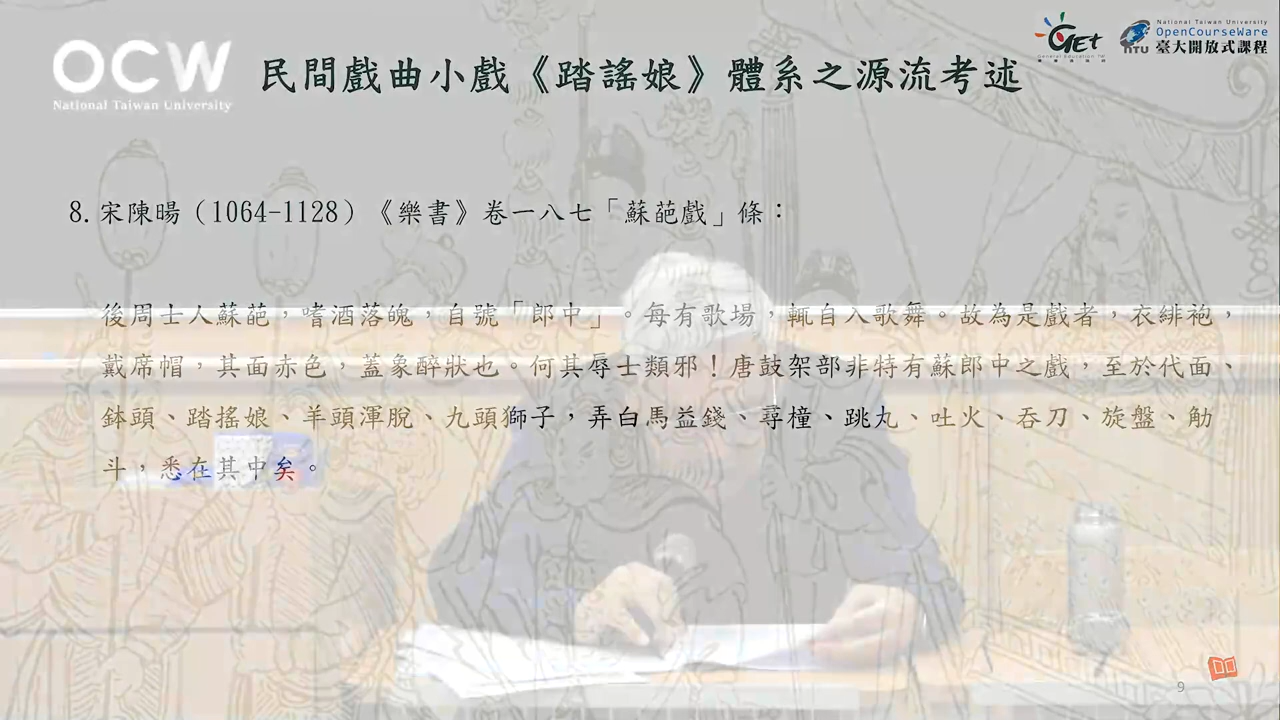 OCW
National Taiwan University
民間戲曲小戲《踏謠娘》體系之源流考述
GET
General Education TW
NTU
National Taiwan University
OpenCourseWare
臺大開放式課程
8. 宋陳暘（1064-1128）《樂書》卷一八七「蘇葩戲」條：
後周士人蘇葩，嗜酒落魄，自號「郎中」。每有歌場，輒自入歌舞。故為是戲者，衣緋袍，
戴席帽，其面赤色，蓋象醉狀也。何其辱士類邪！唐鼓架部非特有蘇郎中之戲，至於代面、
鉢頭、踏搖娘、羊頭渾脫、九頭獅子，弄白馬益錢、尋橦、跳丸、吐火、吞刀、旋盤、觔
斗，悉在其中矣。
9